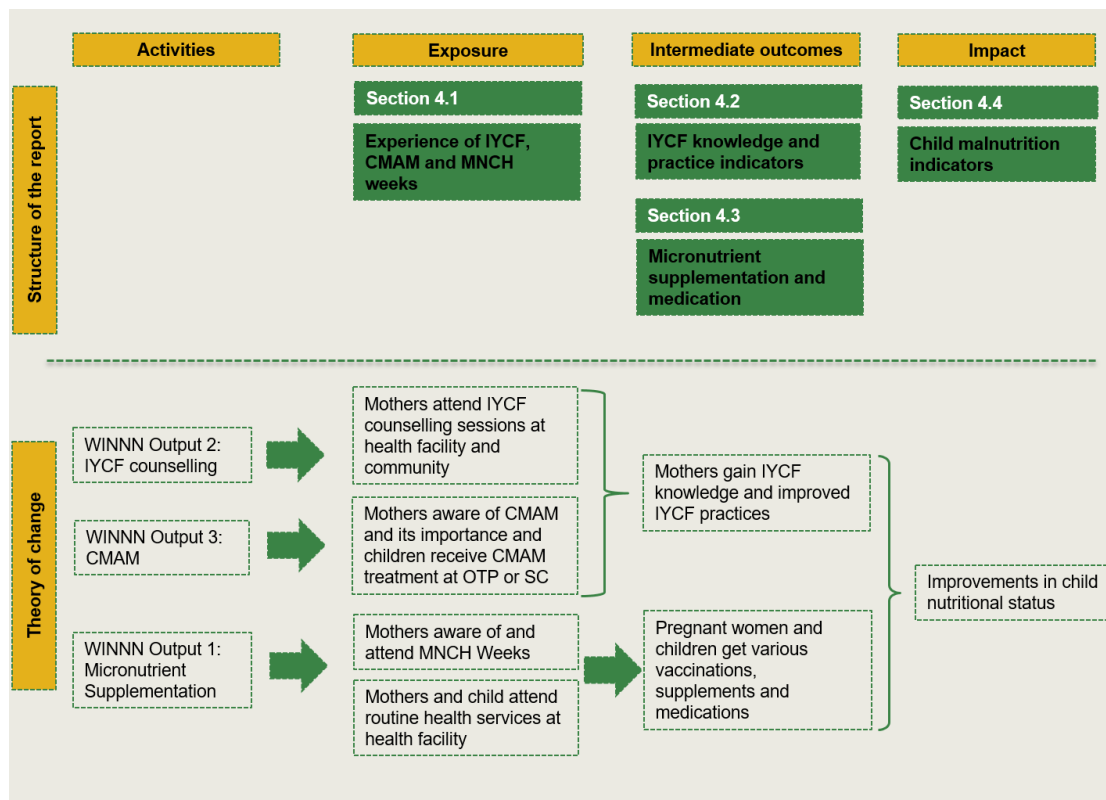 Activities
Exposure
Intermediate outcomes
Impact
Structure of the report
Section 4.1
Experience of IYCF,
CMAM and MNCH
weeks
Section 4.2
IYCF knowledge and
practice indicators
Section 4.3
Micronutrient
supplementation and
medication
Section 4.4
Child malnutrition
indicators
Theory of change
WINNN Output 2:
IYCF counselling
Mothers attend IYCF
counselling sessions at
health facility and
community
WINNN Output 3:
CMAM
Mothers aware of CMAM
and its importance and
children receive CMAM
treatment at OTP or SC
Mothers gain IYCF
knowledge and improved
IYCF practices
WINNN Output 1:
Micronutrient
Supplementation
Mothers aware of and
attend MNCH Weeks
Mothers and child attend
routine health services at
health facility
Pregnant women and
children get various
vaccinations,
supplements and
medications
Improvements in child
nutritional status